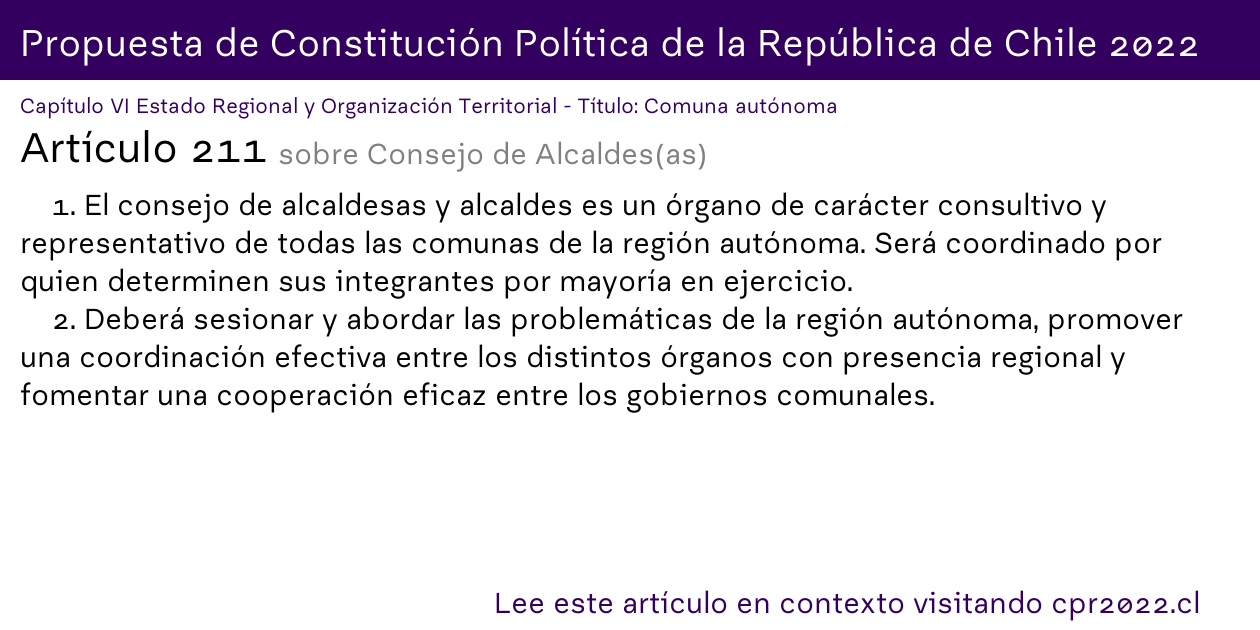 Propuesta de Constitución Política de la República de Chile 2022
Capítulo VI Estado Regional y Organización Territorial - Título: Comuna autónoma
Artículo 211 sobre Consejo de Alcaldes(as)
1. El consejo de alcaldesas y alcaldes es un órgano de carácter consultivo y
representativo de todas las comunas de la región autónoma. Será coordinado por
quien determinen sus integrantes por mayoría en ejercicio.
2. Deberá sesionar y abordar las problemáticas de la región autónoma, promover
una coordinación efectiva entre los distintos órganos con presencia regional y
fomentar una cooperación eficaz entre los gobiernos comunales.
Lee este artículo en contexto visitando cpr2022.cl